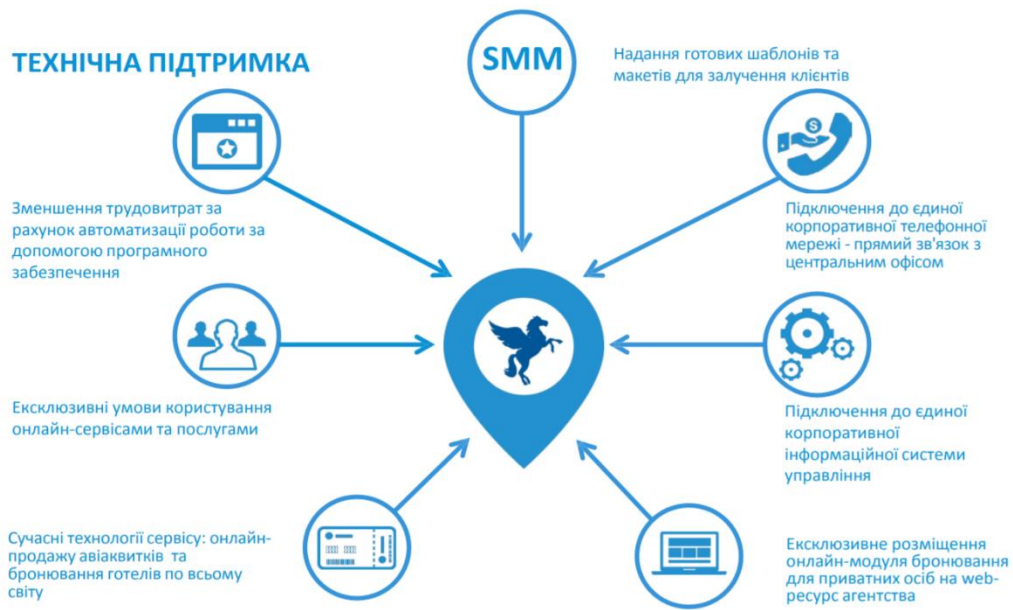 ТЕХНІЧНА ПІДТРИМКА
SMM
Надання готових шаблонів та
макетів для залучення клієнтів
Зменшення трудовитрат за
рахунок автоматизації роботи за
допомогою програмного
забезпечення
Підключення до єдиної
корпоративної телефонної
мережі - прямий зв'язок з
центральним офісом
Ексклюзивні умови користування
онлайн-сервісами та послугами
Підключення до єдиної
корпоративної
інформаційної системи
управління
Сучасні технології сервісу: онлайн-
продажу авіаквитків та
бронювання готелів по всьому
світу
Ексклюзивне розміщення
онлайн-модуля бронювання
для приватних осіб на web-
ресурс агентства